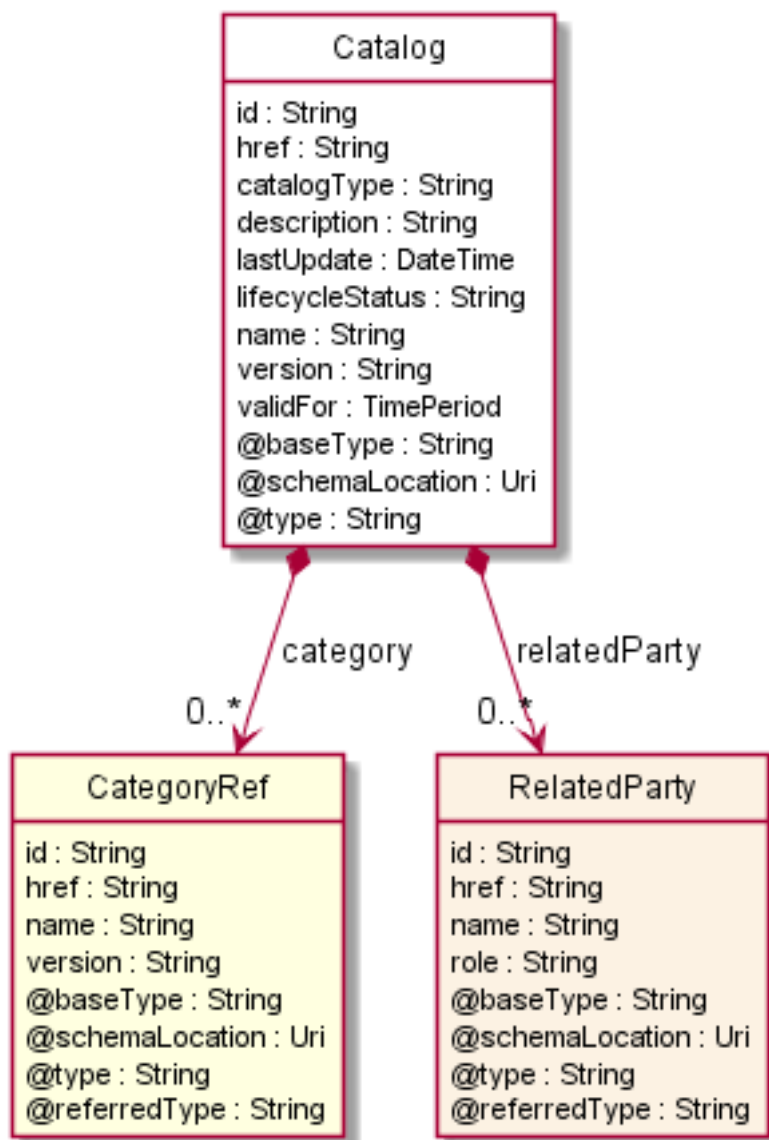 Catalog
id : String
href : String
catalogType : String
description : String
lastUpdate : DateTime
lifecycleStatus : String
name : String
version : String
validFor : TimePeriod
@baseType : String
@schemaLocation : Uri
@type : String
category
relatedParty
0..*
0..*
CategoryRef
id : String
href : String
name : String
version : String
@baseType : String
@schemaLocation : Uri
@type : String
@referredType : String
RelatedParty
id : String
href : String
name : String
role : String
@baseType : String
@schemaLocation : Uri
@type : String
@referredType : String